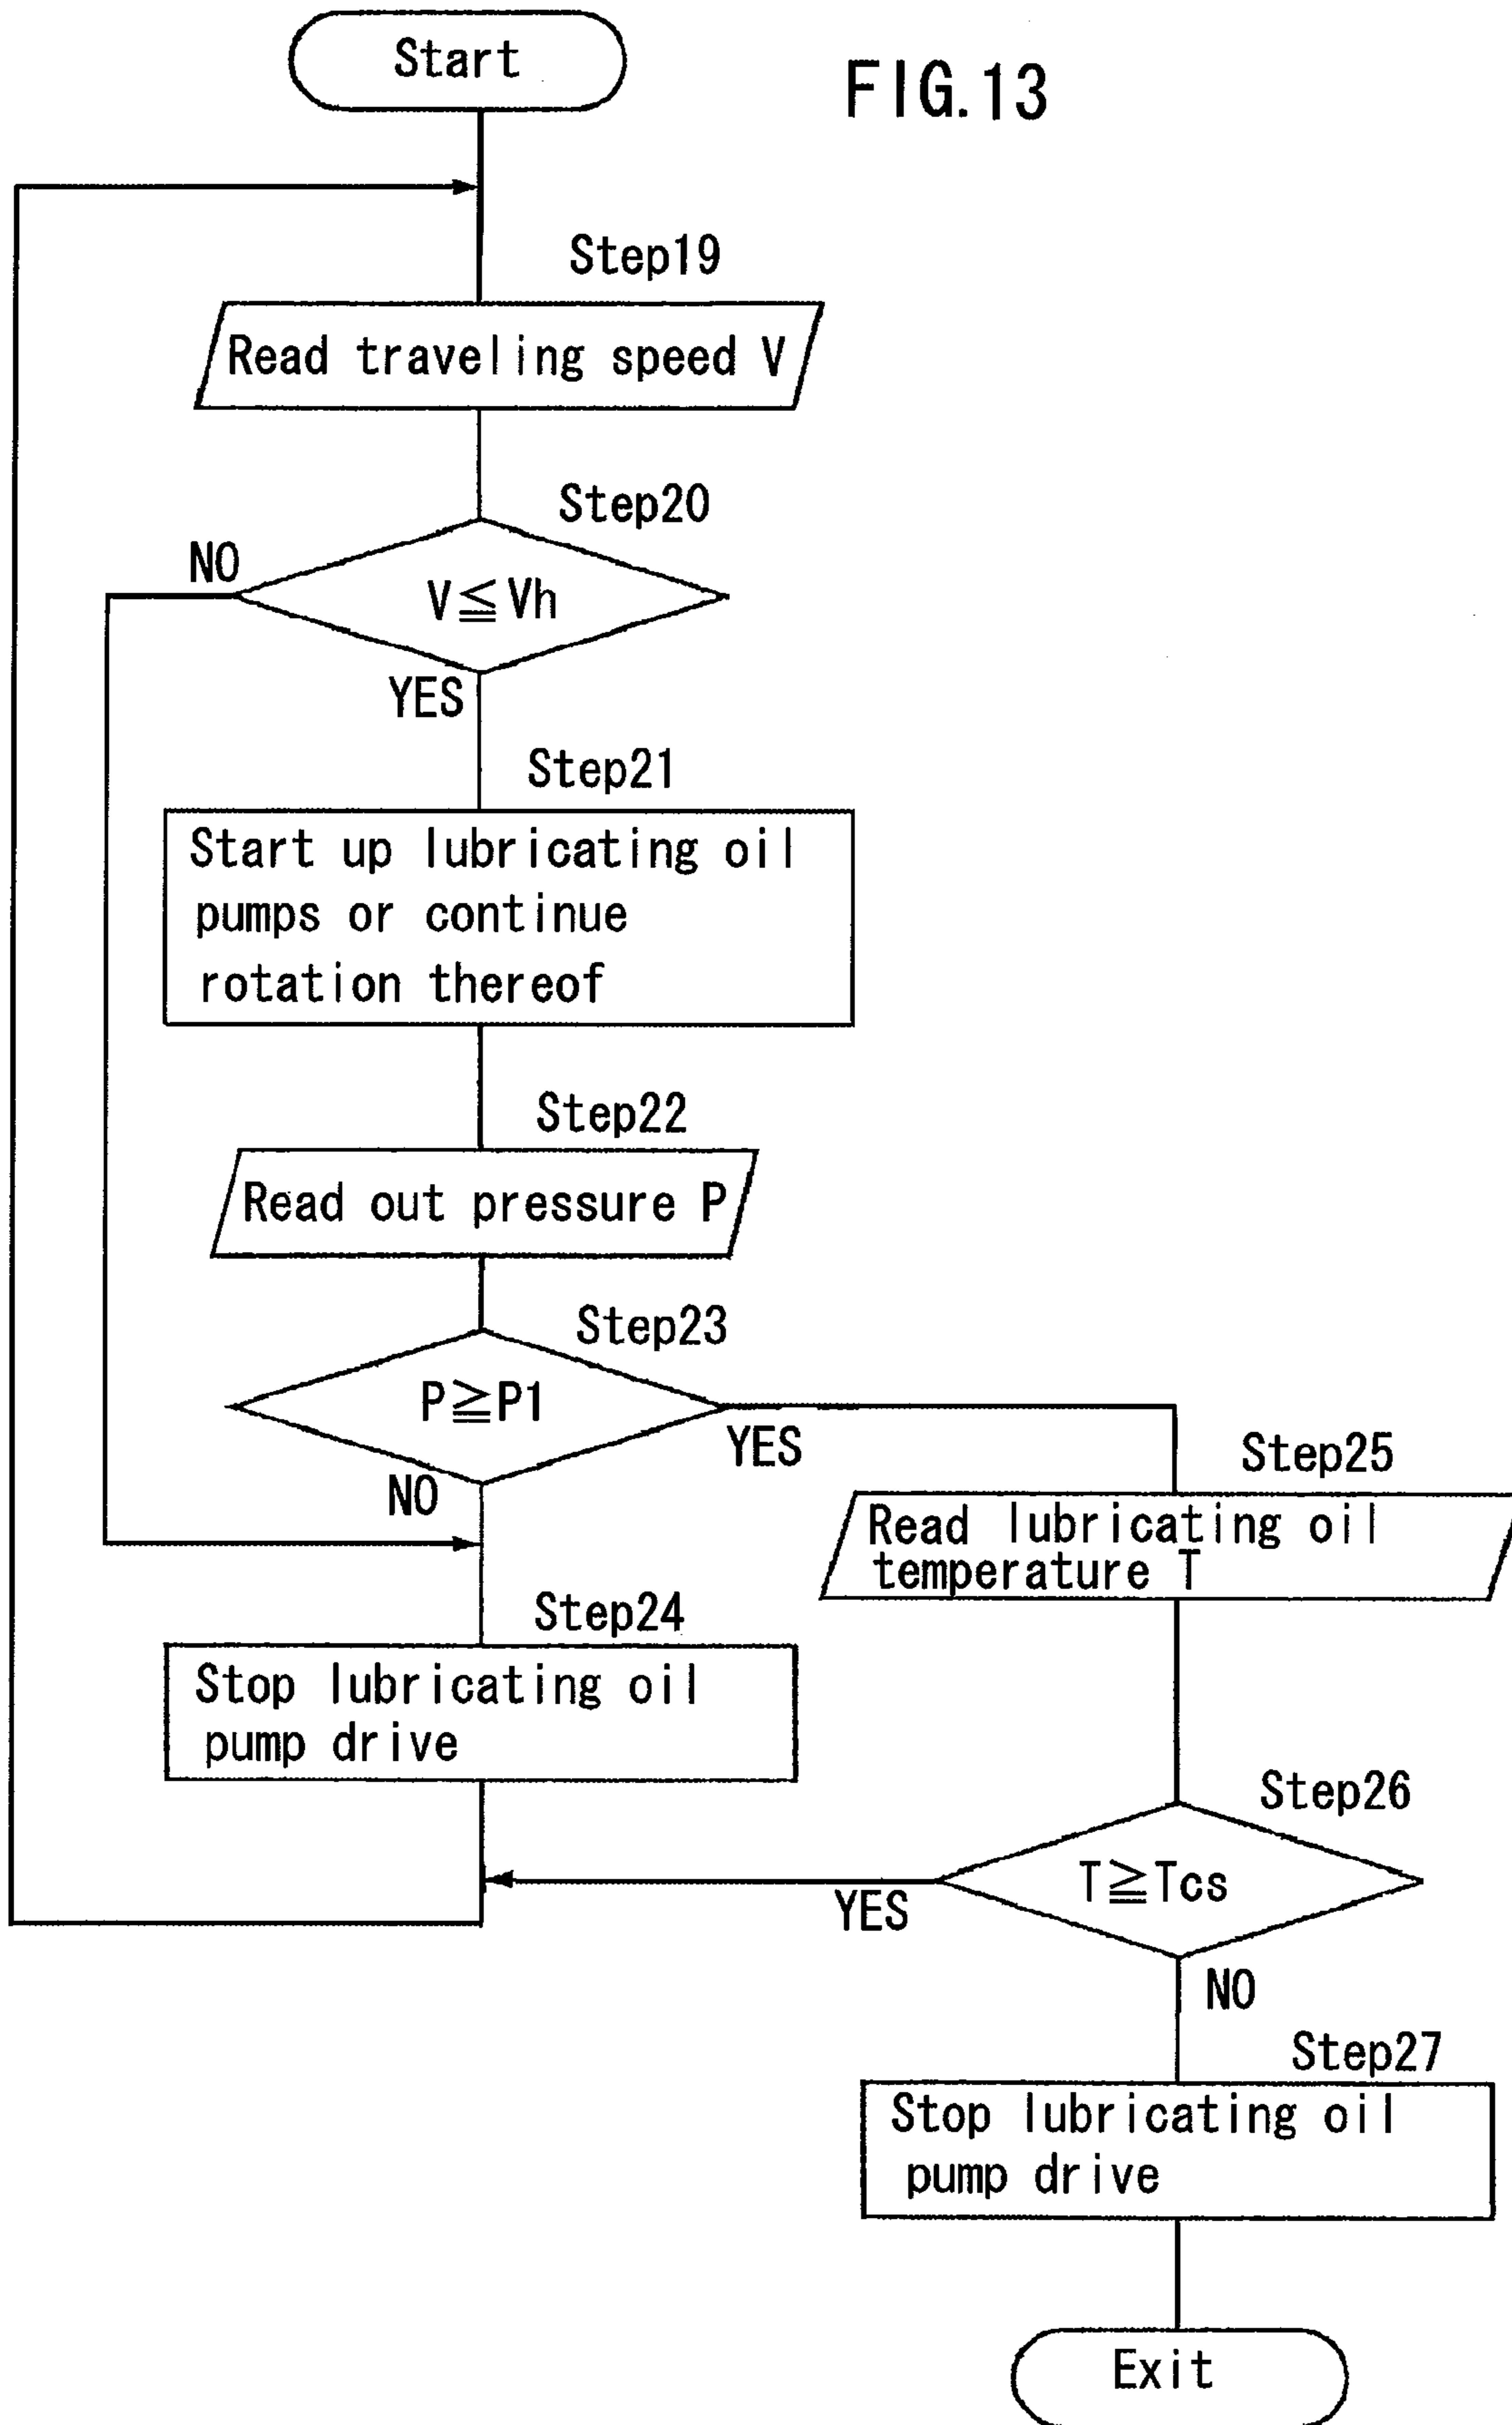 Start
FIG.13
Step19
Read traveling speed V
Step20
NO
V≦Vh
YES
Step21
Start up lubricating oil
pumps or continue
rotation thereof
Step22
Read out pressure P
Step23
P≧P1
YES
NO
Step25
Read lubricating oil
temperature T
Step24
Stop lubricating oil
pump drive
Step26
T≧Tcs
YES
NO
Step27
Stop lubricating oil
pump drive
Exit